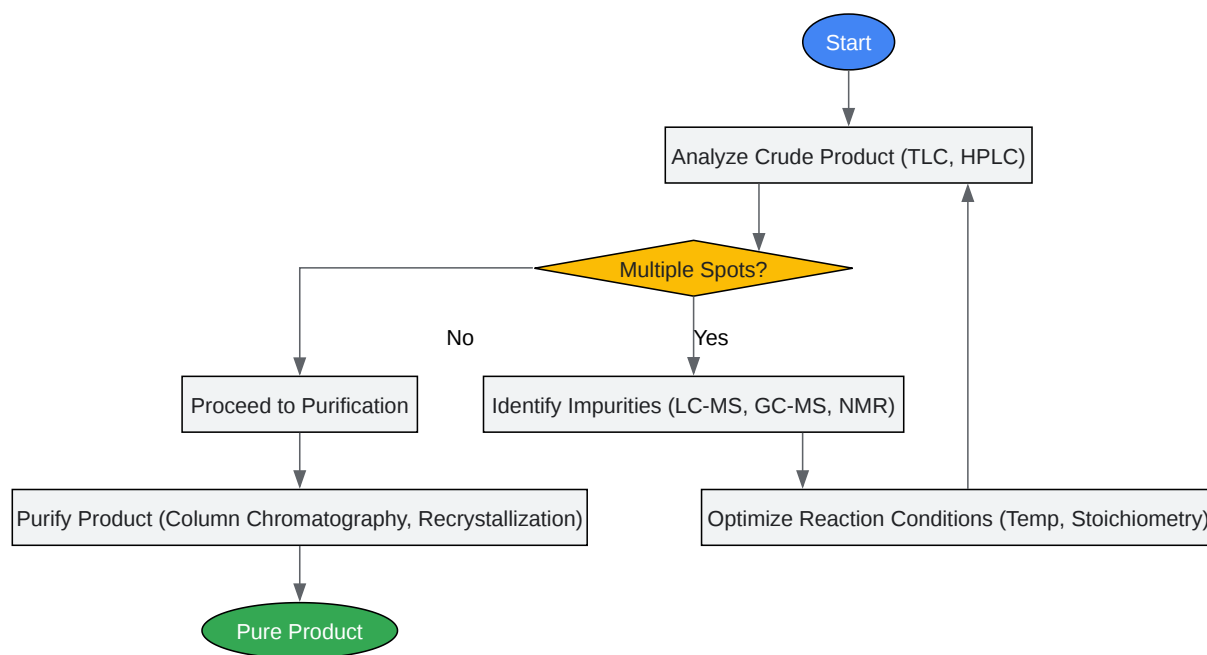 Start
Analyze Crude Product (TLC, HPLC)
Multiple Spots?
No
Yes
Proceed to Purification
Identify Impurities (LC-MS, GC-MS, NMR)
Purify Product (Column Chromatography, Recrystallization)
Optimize Reaction Conditions (Temp, Stoichiometry)
Pure Product